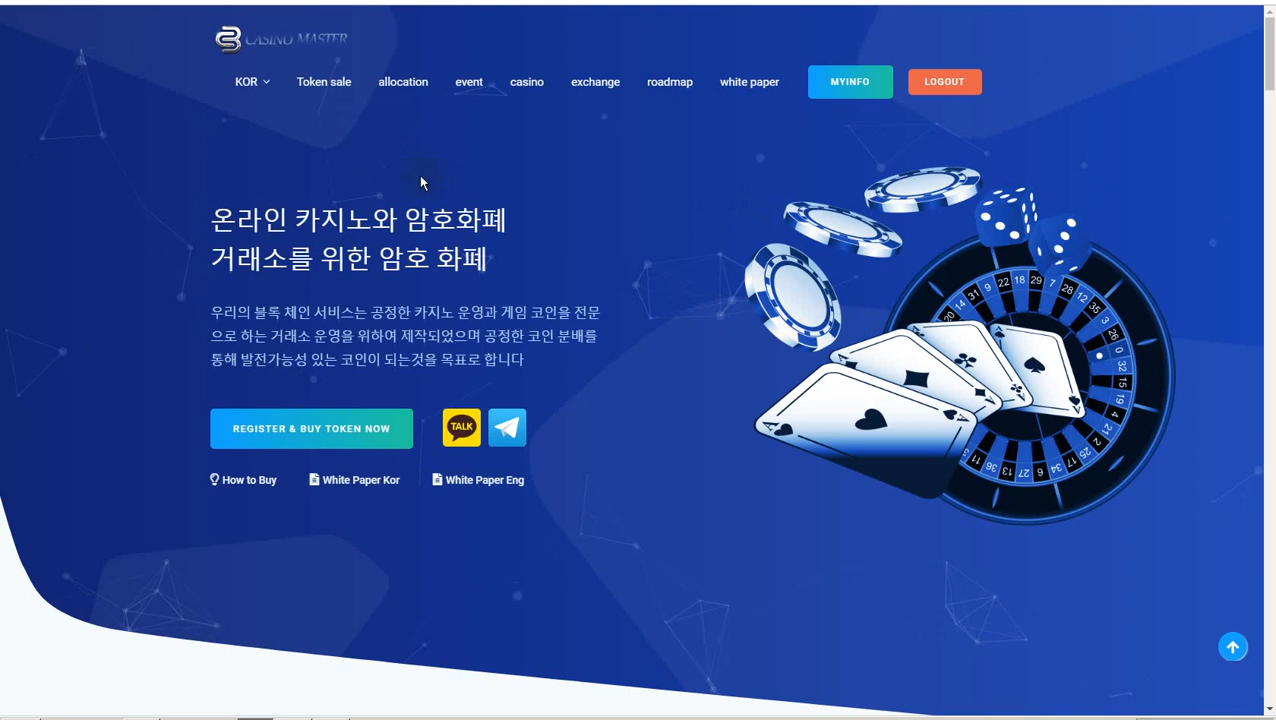 CASINO MASTER
KOR Token sale allocation event casino exchange roadmap white paper MYINFO LOGOUT
온라인 카지노와 암호화폐
거래소를 위한 암호 화폐
우리의 블록 체인 서비스는 공정한 카지노 운영과 게임 코인을 전문
으로 하는 거래소 운영을 위하여 제작되었으며 공정한 코인 분배를
통해 발전가능성 있는 코인이 되는것을 목표로 합니다
REGISTER & BUY TOKEN NOW TALK
How to Buy White Paper Kor White Paper Eng